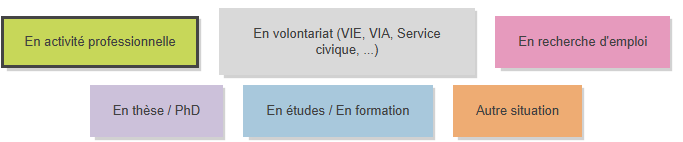 En activité professionnelle
En volontariat (VIE, VIA, Service
civique, ...)
En recherche d'emploi
En thèse / PhD
En études / En formation
Autre situation